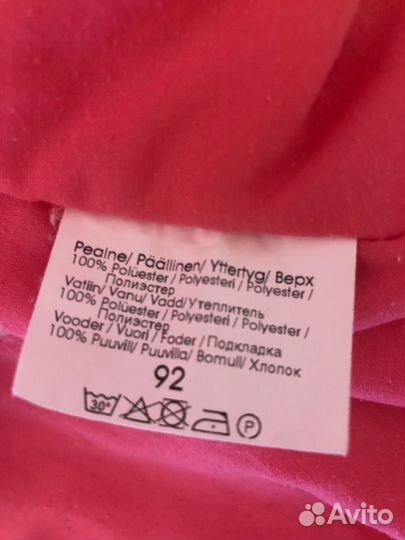 Pealne/ Päällinen/ Yttertyg/ Верх
100% Polüester/ Polyesteri/ Polyester/
Полиэстер
Vatiin/ Vanu/ Vadd/ Утеплитель
100% Polüester/ Polyesteri/ Polyester/
Полиэстер
Vooder/ Vuori/ Foder/ Подкладка
100% Puuvill/ Puuvilla/ Bomull/ Хлопок
92
30° P
Avito